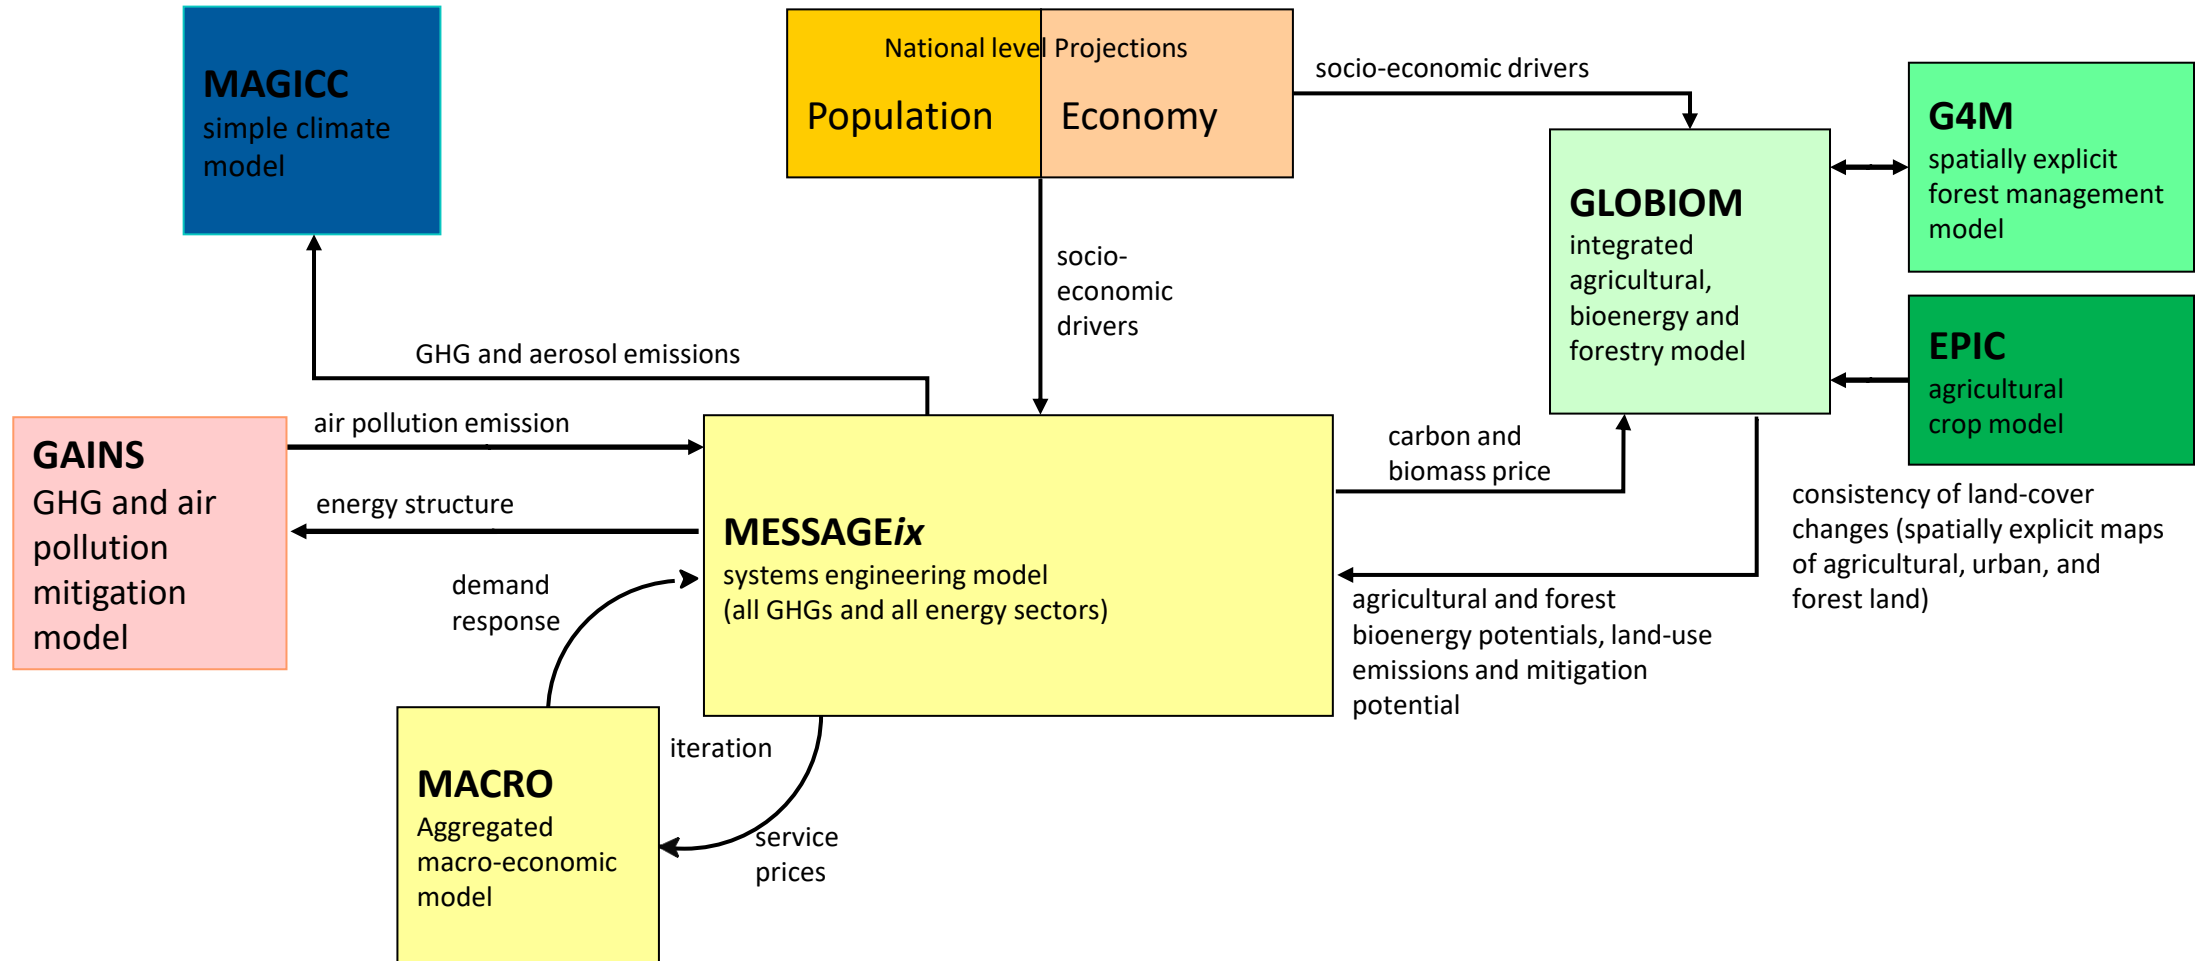 MAGICC
simple climate
model
National level Projections
Population
Economy
socio-economic drivers
G4M
spatially explicit
forest management
model
GLOBIOM
integrated
agricultural,
bioenergy and
forestry model
EPIC
agricultural
crop model
socio-
economic
drivers
GHG and aerosol emissions
GAINS
GHG and air
pollution
mitigation
model
air pollution emission
energy structure
MESSAGEix
systems engineering model
(all GHGs and all energy sectors)
carbon and
biomass price
consistency of land-cover
changes (spatially explicit maps
of agricultural, urban, and
forest land)
agricultural and forest
bioenergy potentials, land-use
emissions and mitigation
potential
demand
response
iteration
service
prices
MACRO
Aggregated
macro-economic
model